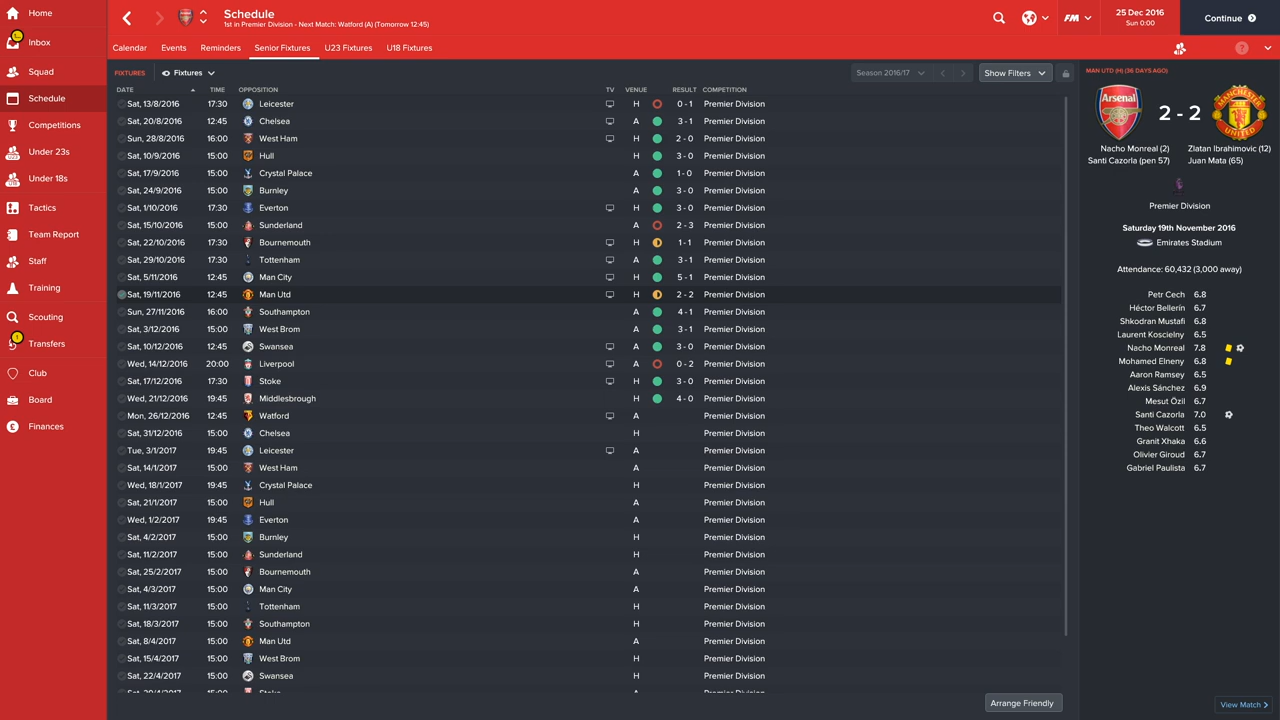 Home
Inbox
Squad
Schedule
Competitions
Under 23s
Under 18s
Tactics
Team Report
Staff
Training
Scouting
1
Transfers
Club
Board
Finances
Schedule
1st in Premier Division - Next Match: Watford (A) (Tomorrow 12:45)
FM
25 Dec 2016
Sun 0:00
Continue
Calendar Events Reminders Senior Fixtures U23 Fixtures U18 Fixtures
?
FIXTURES Fixtures Season 2016/17 Show Filters
DATE TIME OPPOSITION TV VENUE RESULT COMPETITION
Sat, 13/8/2016 17:30 Leicester H 0 - 1 Premier Division
Sat, 20/8/2016 12:45 Chelsea A 3 - 1 Premier Division
Sun, 28/8/2016 16:00 West Ham H 2 - 0 Premier Division
Sat, 10/9/2016 15:00 Hull H 3 - 0 Premier Division
Sat, 17/9/2016 15:00 Crystal Palace A 1 - 0 Premier Division
Sat, 24/9/2016 15:00 Burnley A 3 - 0 Premier Division
Sat, 1/10/2016 17:30 Everton H 3 - 0 Premier Division
Sat, 15/10/2016 15:00 Sunderland A 2 - 3 Premier Division
Sat, 22/10/2016 17:30 Bournemouth H 1 - 1 Premier Division
Sat, 29/10/2016 17:30 Tottenham A 3 - 1 Premier Division
Sat, 5/11/2016 12:45 Man City H 5 - 1 Premier Division
Sat, 19/11/2016 12:45 Man Utd H 2 - 2 Premier Division
Sun, 27/11/2016 16:00 Southampton A 4 - 1 Premier Division
Sat, 3/12/2016 15:00 West Brom A 3 - 1 Premier Division
Sat, 10/12/2016 12:45 Swansea A 3 - 0 Premier Division
Wed, 14/12/2016 20:00 Liverpool A 0 - 2 Premier Division
Sat, 17/12/2016 17:30 Stoke H 3 - 0 Premier Division
Wed, 21/12/2016 19:45 Middlesbrough H 4 - 0 Premier Division
Mon, 26/12/2016 12:45 Watford A Premier Division
Sat, 31/12/2016 15:00 Chelsea H Premier Division
Tue, 3/1/2017 19:45 Leicester A Premier Division
Sat, 14/1/2017 15:00 West Ham A Premier Division
Wed, 18/1/2017 19:45 Crystal Palace H Premier Division
Sat, 21/1/2017 15:00 Hull A Premier Division
Wed, 1/2/2017 19:45 Everton A Premier Division
Sat, 4/2/2017 15:00 Burnley H Premier Division
Sat, 11/2/2017 15:00 Sunderland H Premier Division
Sat, 25/2/2017 15:00 Bournemouth A Premier Division
Sat, 4/3/2017 15:00 Man City A Premier Division
Sat, 11/3/2017 15:00 Tottenham H Premier Division
Sat, 18/3/2017 15:00 Southampton H Premier Division
Sat, 8/4/2017 15:00 Man Utd A Premier Division
Sat, 15/4/2017 15:00 West Brom H Premier Division
Sat, 22/4/2017 15:00 Swansea H Premier Division
Arrange Friendly
MAN UTD (H) (36 DAYS AGO)
Arsenal
MANCHESTER
UNITED
2 - 2
Nacho Monreal (2) Zlatan Ibrahimovic (12)
Santi Cazorla (pen 57) Juan Mata (65)
Premier Division
Saturday 19th November 2016
Emirates Stadium
Attendance: 60,432 (3,000 away)
Petr Cech 6.8
Héctor Bellerín 6.7
Shkodran Mustafi 6.8
Laurent Koscielny 6.5
Nacho Monreal 7.8
Mohamed Elneny 6.8
Aaron Ramsey 6.5
Alexis Sánchez 6.9
Mesut Özil 6.7
Santi Cazorla 7.0
Theo Walcott 6.5
Granit Xhaka 6.6
Olivier Giroud 6.7
Gabriel Paulista 6.7
View Match